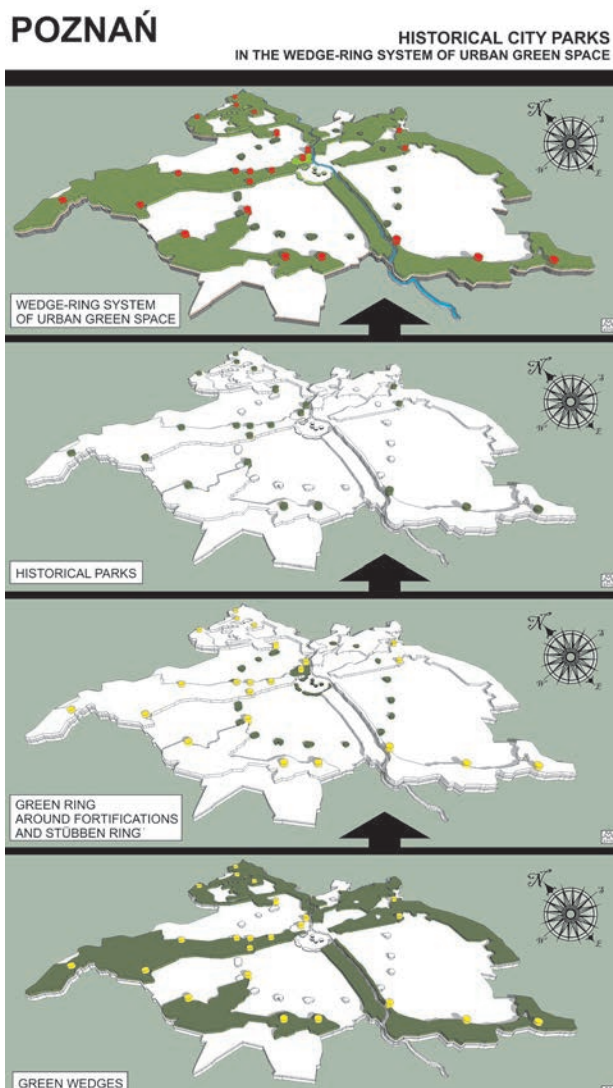 POZNAŃ
HISTORICAL CITY PARKS
IN THE WEDGE-RING SYSTEM OF URBAN GREEN SPACE
N
S
W
E
WEDGE-RING SYSTEM
OF URBAN GREEN SPACE
N
S
W
E
HISTORICAL PARKS
N
S
W
E
GREEN RING
AROUND FORTIFICATIONS
AND STÜBBEN RING
N
S
W
E
GREEN WEDGES